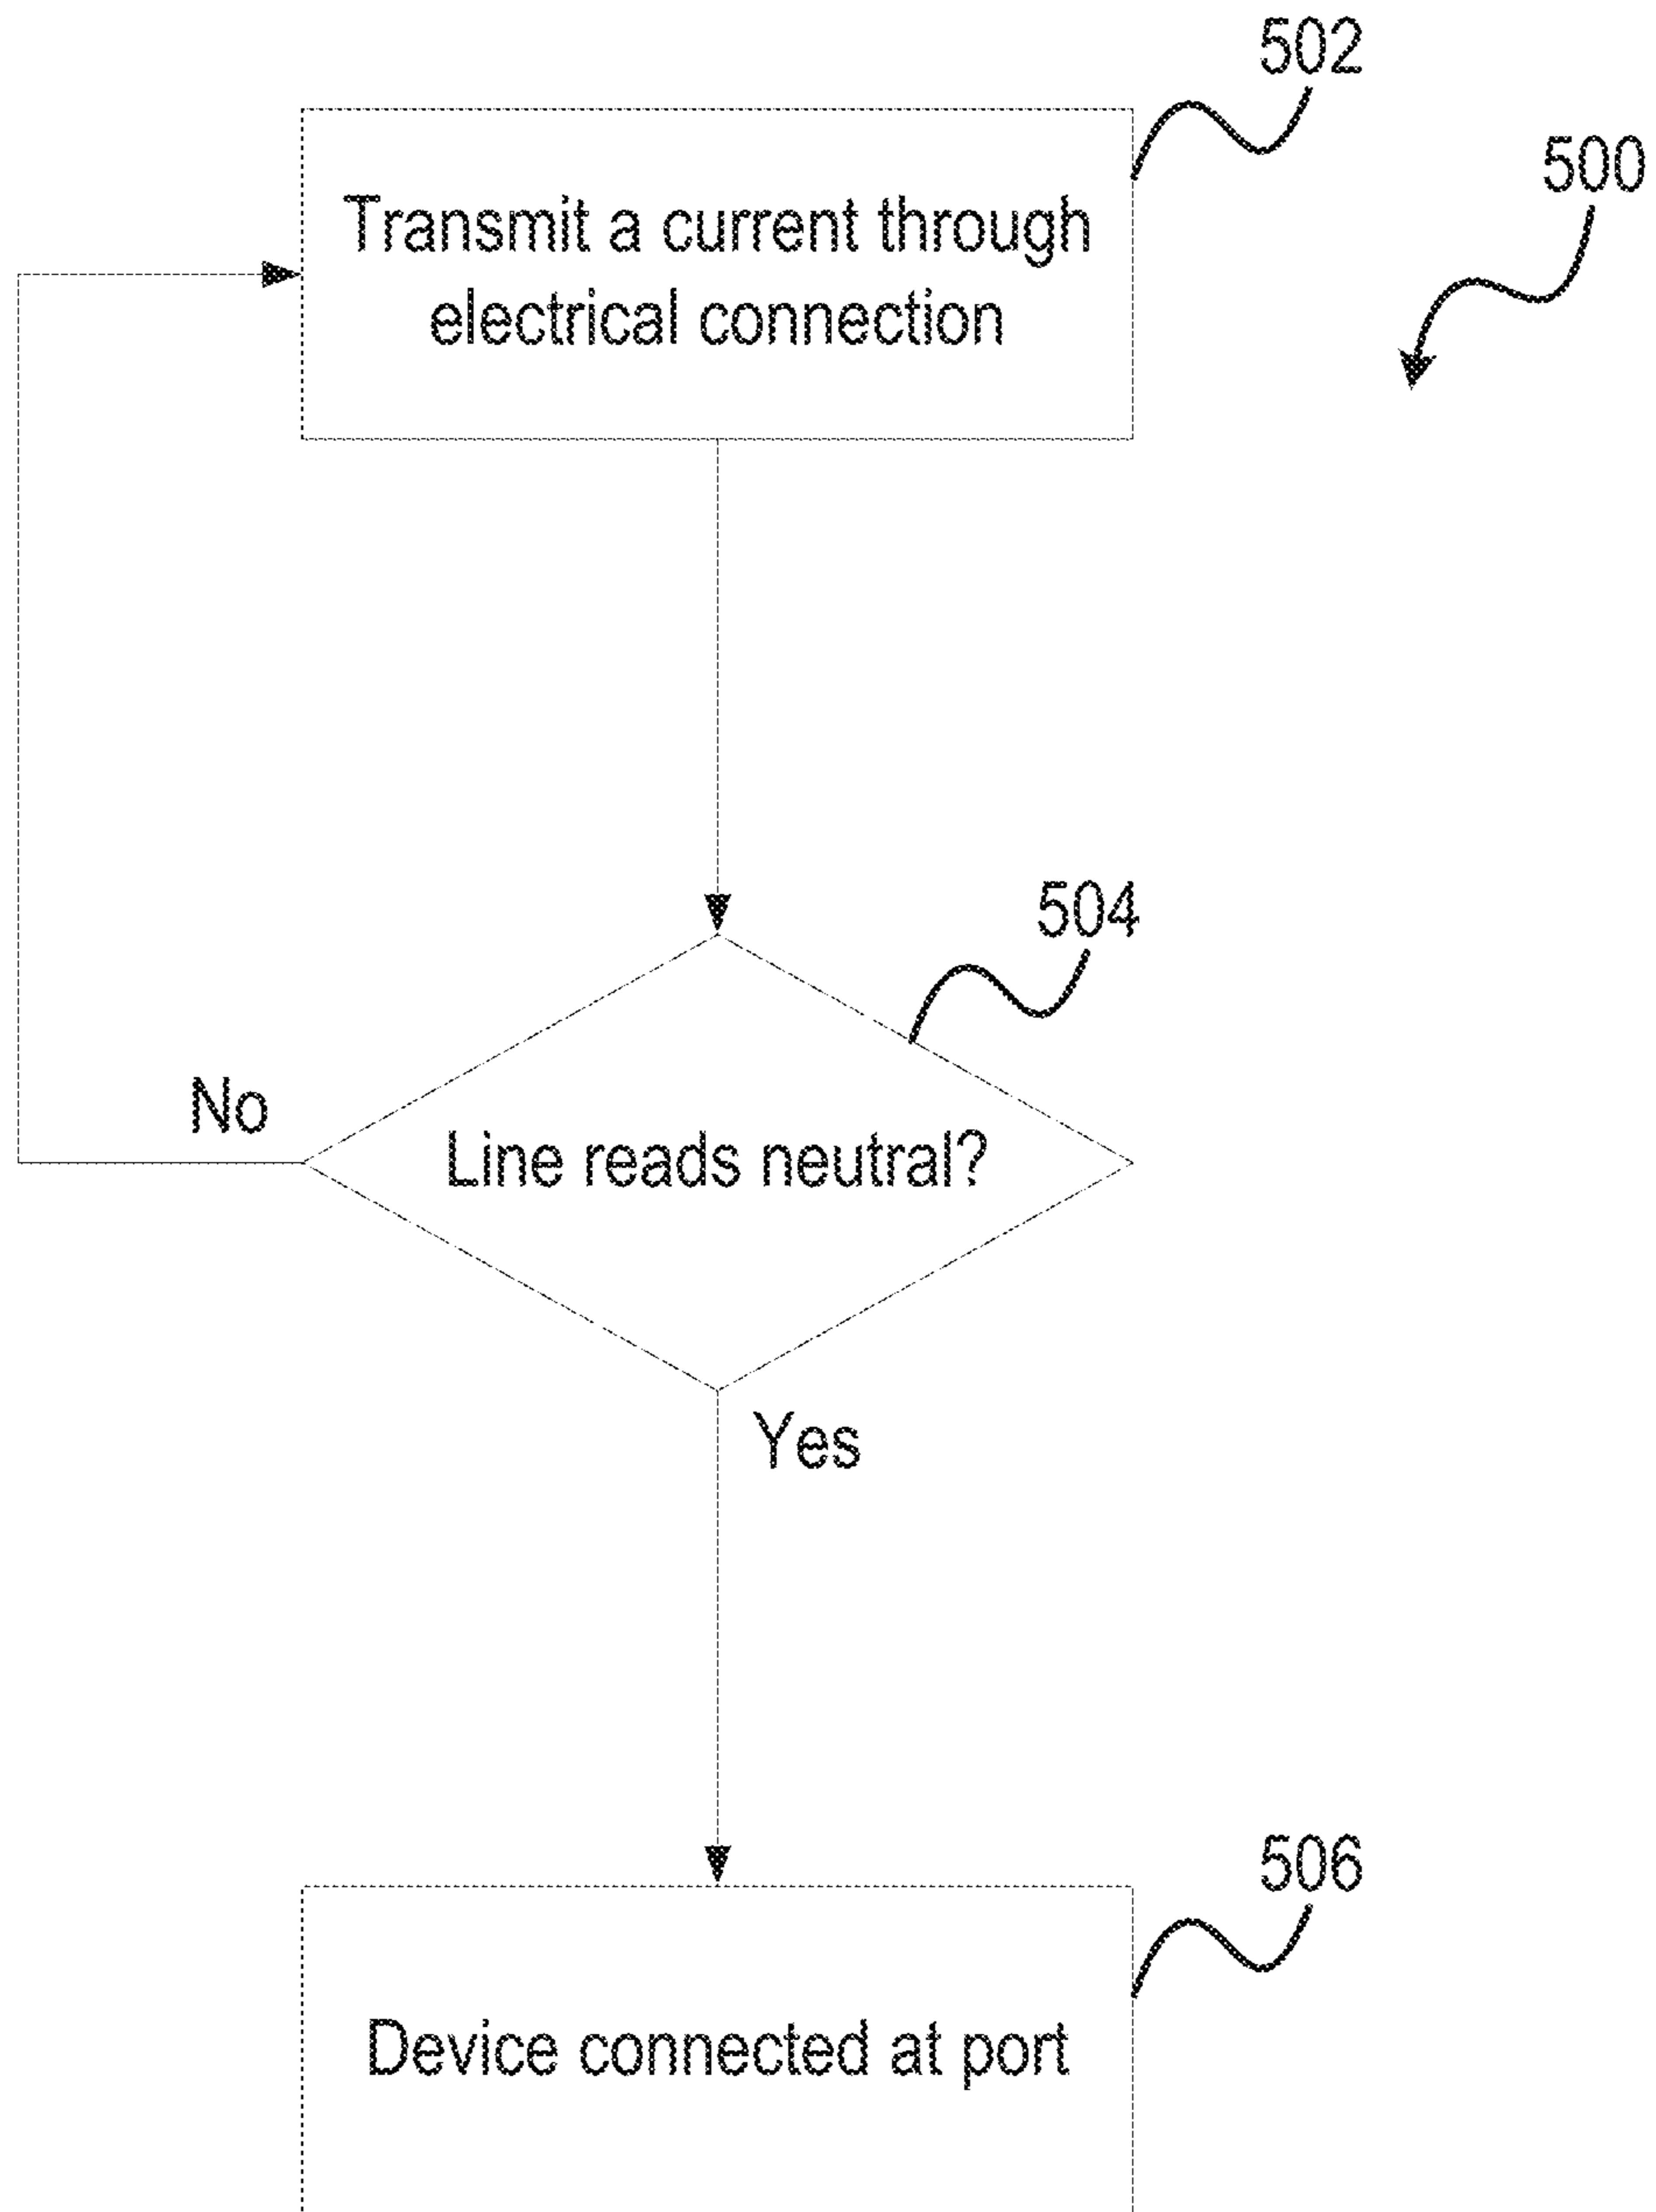 502
500
Transmit a current through
electrical connection
504
No
Line reads neutral?
Yes
506
Device connected at port